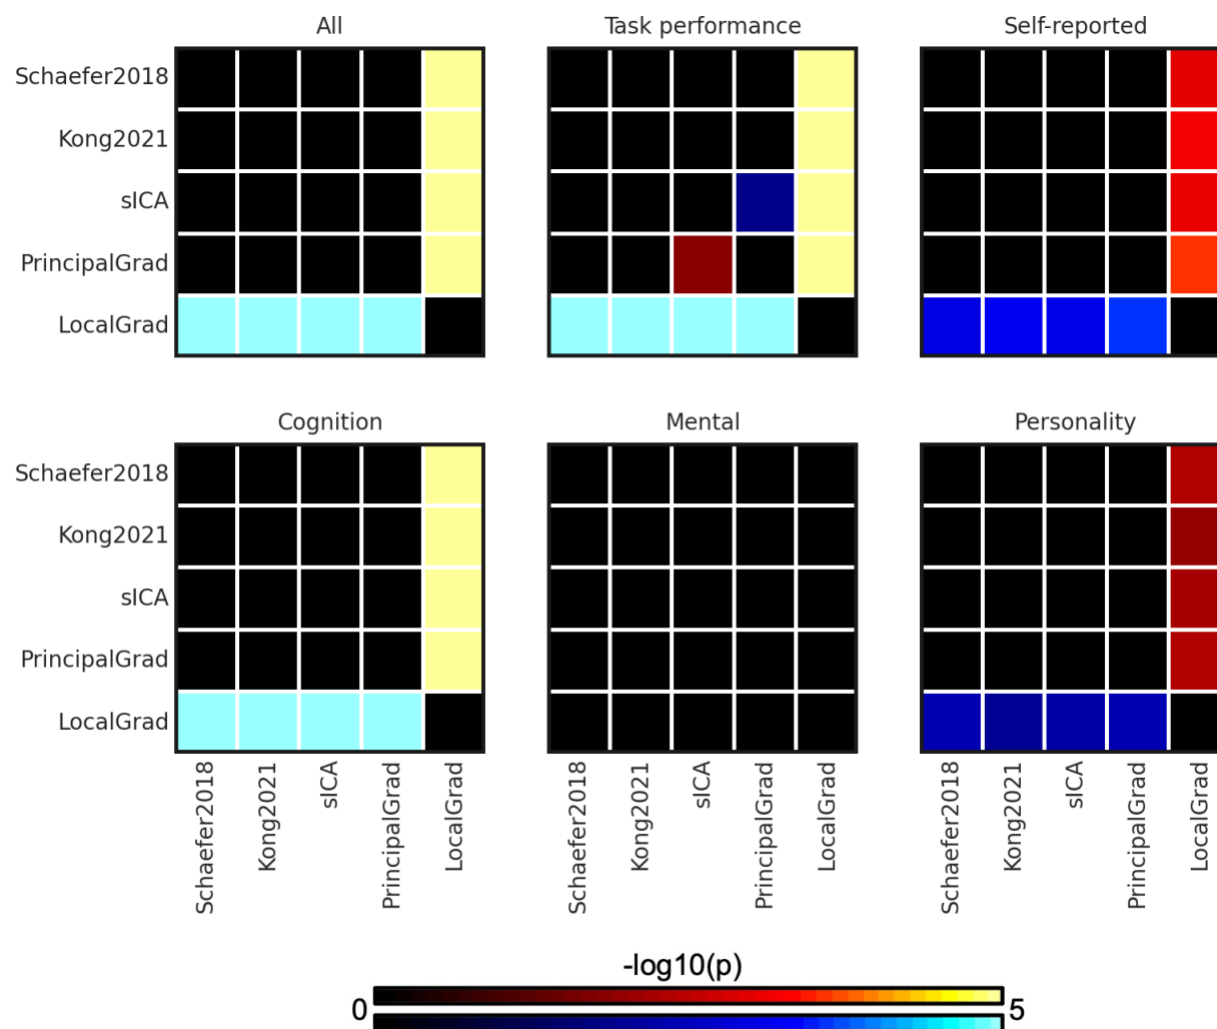 All Task performance Self-reported
Schaefer2018
Kong2021
sICA
PrincipalGrad
LocalGrad
Cognition Mental Personality
Schaefer2018
Kong2021
sICA
PrincipalGrad
LocalGrad
Schaefer2018 Kong2021 sICA PrincipalGrad LocalGrad Schaefer2018 Kong2021 sICA PrincipalGrad LocalGrad Schaefer2018 Kong2021 sICA PrincipalGrad LocalGrad
-log10(p)
0 5